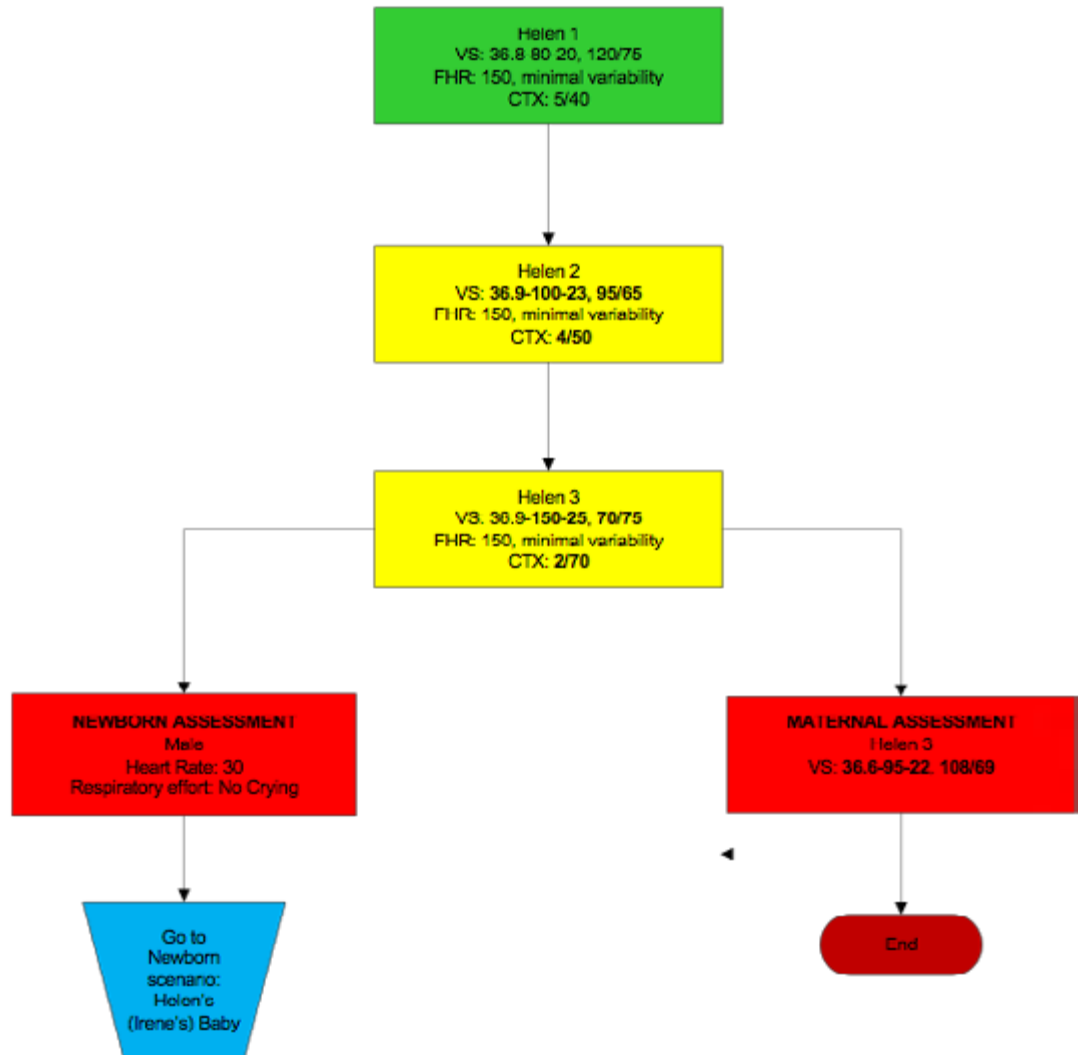 Helen 1
VS: 36.8-80-20, 120/75
FHR: 150, minimal variability
CTX: 5/40
Helen 2
VS: 36.9-100-23, 95/65
FHR: 150, minimal variability
CTX: 4/50
Helen 3
VS: 36.9-150-25, 70/75
FHR: 150, minimal variability
CTX: 2/70
NEWBORN ASSESSMENT
Male
Heart Rate: 30
Respiratory effort: No Crying
MATERNAL ASSESSMENT
Helen 3
VS: 36.6-95-22, 108/69
Go to
Newborn
scenario:
Helen's
(Irene's) Baby
End